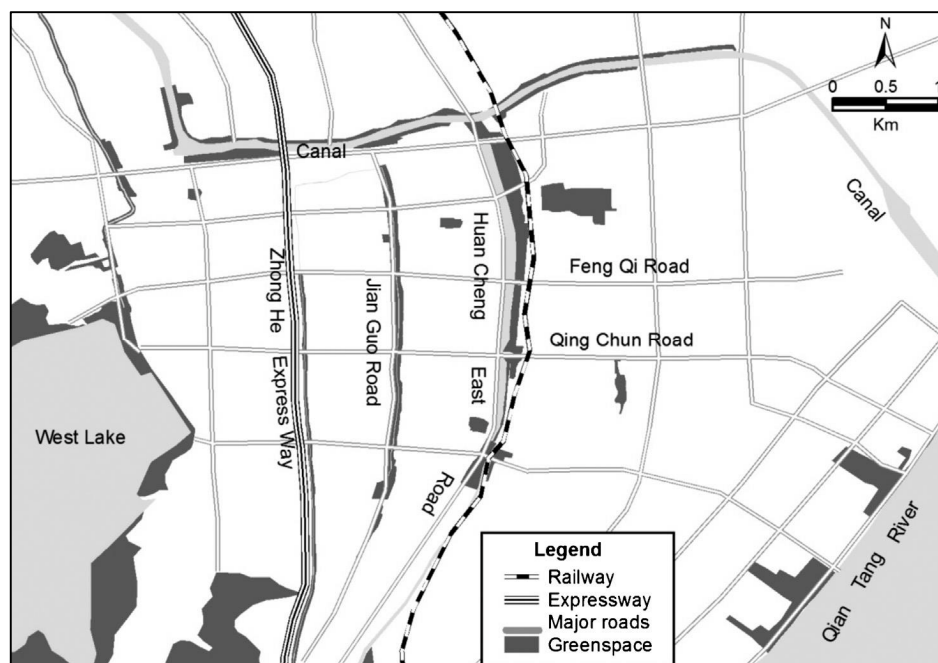 N
0 0.5 1
Km
Canal
Canal
Huan Cheng
East
Road
Zhong He
Express Way
Jian Guo Road
Feng Qi Road
Qing Chun Road
West Lake
Qian Tang River
Legend
Railway
Expressway
Major roads
Greenspace